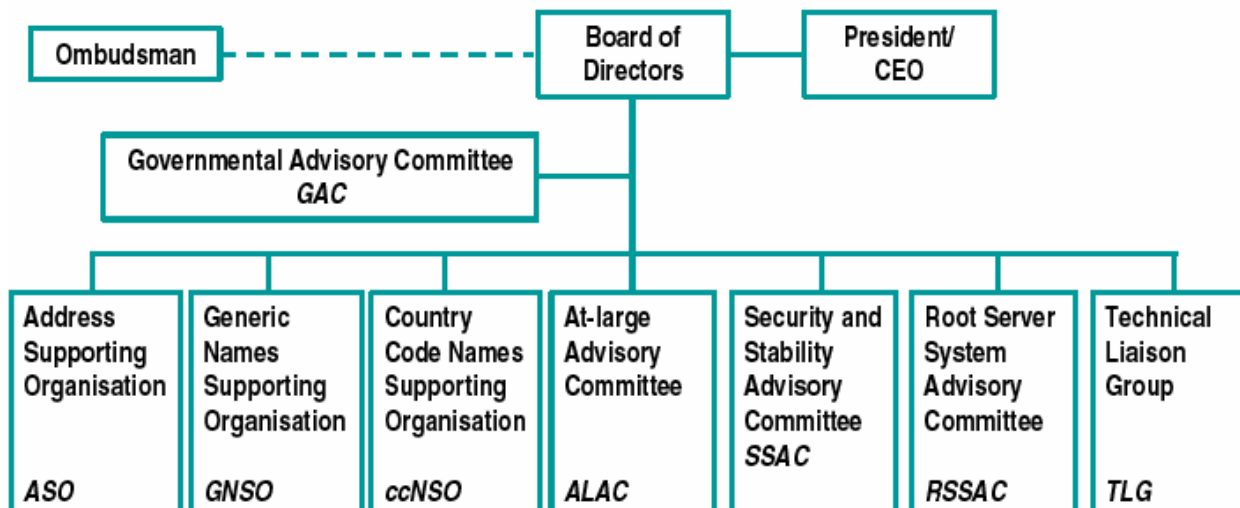 Ombudsman
Board of
Directors
President/
CEO
Governmental Advisory Committee
GAC
Address
Supporting
Organisation
ASO
Generic
Names
Supporting
Organisation
GNSO
Country
Code Names
Supporting
Organisation
ccNSO
At-large
Advisory
Committee
ALAC
Security and
Stability
Advisory
Committee
SSAC
Root Server
System
Advisory
Committee
RSSAC
Technical
Liaison
Group
TLG